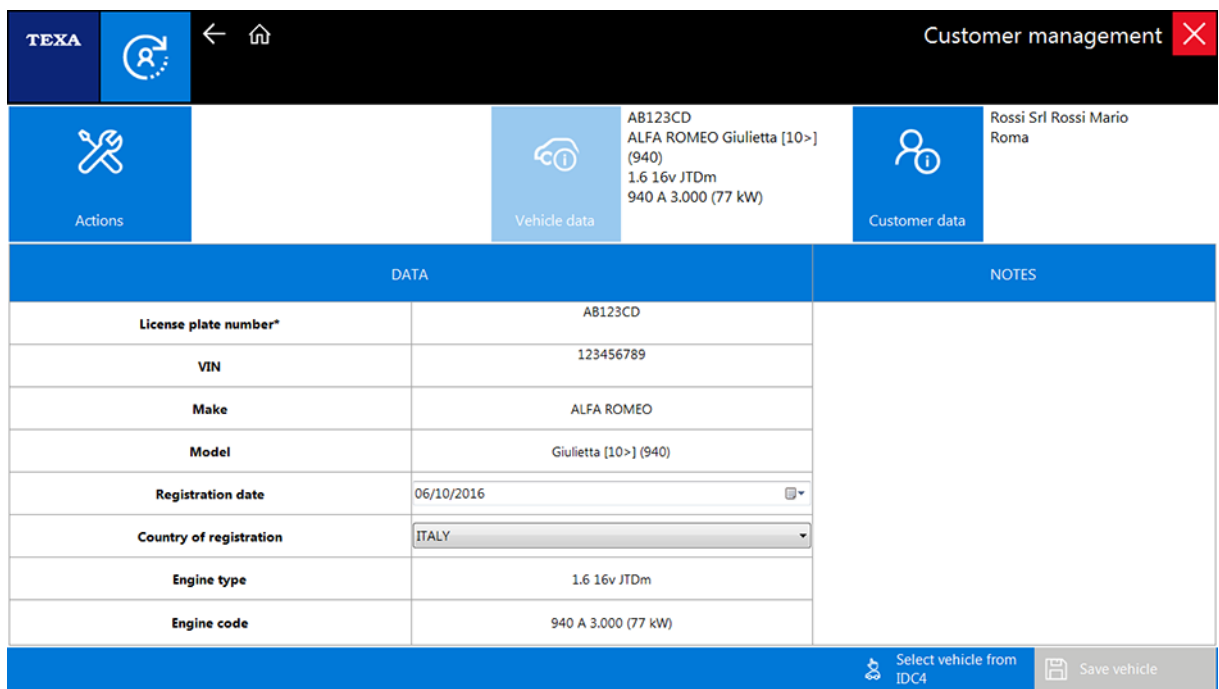 TEXA
Customer management
Actions
Vehicle data
AB123CD
ALFA ROMEO Giulietta [10>]
(940)
1.6 16v JTDm
940 A 3.000 (77 kW)
Customer data
Rossi Srl Rossi Mario
Roma
DATA
NOTES
License plate number*
AB123CD
VIN
123456789
Make
ALFA ROMEO
Model
Giulietta [10>] (940)
Registration date
06/10/2016
Country of registration
ITALY
Engine type
1.6 16v JTDm
Engine code
940 A 3.000 (77 kW)
Select vehicle from
IDC4
Save vehicle